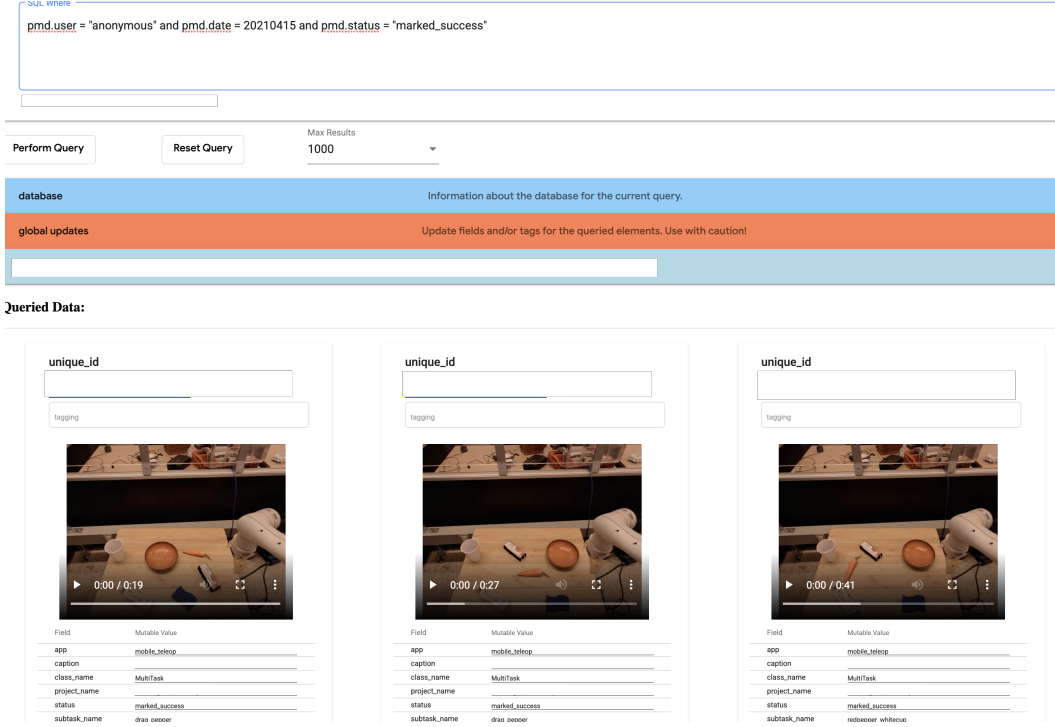 SQL Where
pmd.user = "anonymous" and pmd.date = 20210415 and pmd.status = "marked_success"
Perform Query
Reset Query
Max Results
1000
database
Information about the database for the current query.
global updates
Update fields and/or tags for the queried elements. Use with caution!
Queried Data:
unique_id
tagging
0:00 / 0:19
Field Mutable Value
app mobile_teleop
caption
class_name MultiTask
project_name
status marked_success
subtask_name drag_pepper
unique_id
tagging
0:00 / 0:27
Field Mutable Value
app mobile_teleop
caption
class_name MultiTask
project_name
status marked_success
subtask_name drag_pepper
unique_id
tagging
0:00 / 0:41
Field Mutable Value
app mobile_teleop
caption
class_name MultiTask
project_name
status marked_success
subtask_name redpepper_whitecup